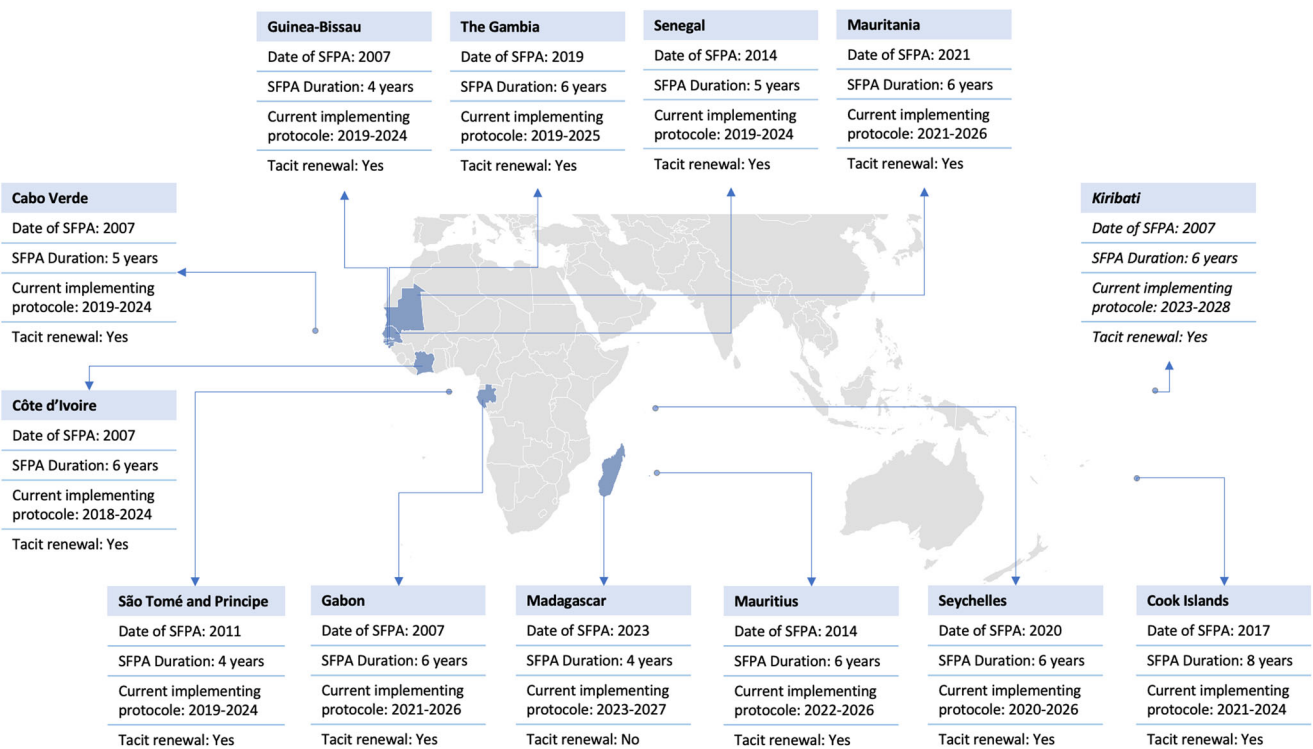 Guinea-Bissau
Date of SFPA: 2007
SFPA Duration: 4 years
Current implementing
protocole: 2019-2024
Tacit renewal: Yes
The Gambia
Date of SFPA: 2019
SFPA Duration: 6 years
Current implementing
protocole: 2019-2025
Tacit renewal: Yes
Senegal
Date of SFPA: 2014
SFPA Duration: 5 years
Current implementing
protocole: 2019-2024
Tacit renewal: Yes
Mauritania
Date of SFPA: 2021
SFPA Duration: 6 years
Current implementing
protocole: 2021-2026
Tacit renewal: Yes
Cabo Verde
Date of SFPA: 2007
SFPA Duration: 5 years
Current implementing
protocole: 2019-2024
Tacit renewal: Yes
Kiribati
Date of SFPA: 2007
SFPA Duration: 6 years
Current implementing
protocole: 2023-2028
Tacit renewal: Yes
Côte d’Ivoire
Date of SFPA: 2007
SFPA Duration: 6 years
Current implementing
protocole: 2018-2024
Tacit renewal: Yes
São Tomé and Principe
Date of SFPA: 2011
SFPA Duration: 4 years
Current implementing
protocole: 2019-2024
Tacit renewal: Yes
Gabon
Date of SFPA: 2007
SFPA Duration: 6 years
Current implementing
protocole: 2021-2026
Tacit renewal: Yes
Madagascar
Date of SFPA: 2023
SFPA Duration: 4 years
Current implementing
protocole: 2023-2027
Tacit renewal: No
Mauritius
Date of SFPA: 2014
SFPA Duration: 6 years
Current implementing
protocole: 2022-2026
Tacit renewal: Yes
Seychelles
Date of SFPA: 2020
SFPA Duration: 6 years
Current implementing
protocole: 2020-2026
Tacit renewal: Yes
Cook Islands
Date of SFPA: 2017
SFPA Duration: 8 years
Current implementing
protocole: 2021-2024
Tacit renewal: Yes